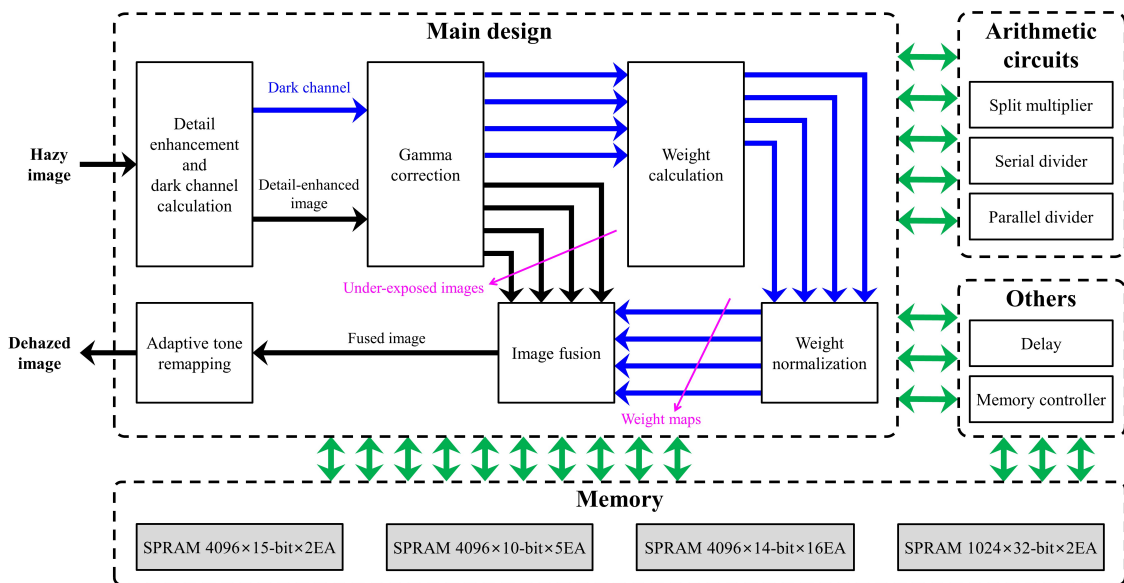 Main design
Hazy
image
Detail
enhancement
and
dark channel
calculation
Dark channel
Detail-enhanced
image
Gamma
correction
Weight
calculation
Under-exposed images
Dehazed
image
Adaptive tone
remapping
Fused image
Image fusion
Weight
normalization
Weight maps
Arithmetic
circuits
Split multiplier
Serial divider
Parallel divider
Others
Delay
Memory controller
Memory
SPRAM 4096×15-bit×2EA
SPRAM 4096×10-bit×5EA
SPRAM 4096×14-bit×16EA
SPRAM 1024×32-bit×2EA